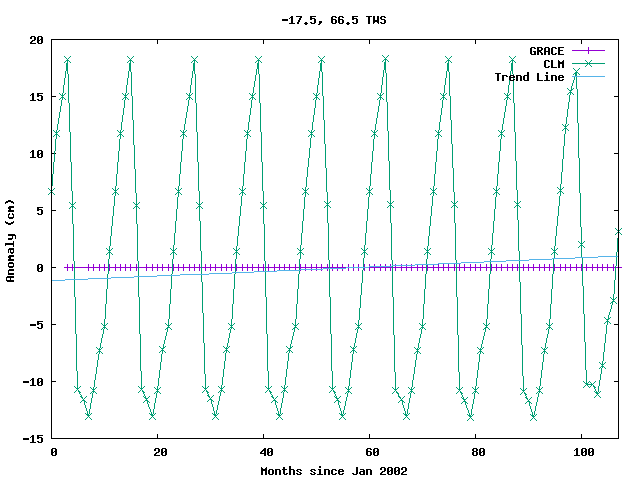 -17.5, 66.5 TWS
GRACE
CLM
Trend Line
20
15
10
5
0
-5
-10
-15
Anomaly (cm)
0 20 40 60 80 100
Months since Jan 2002